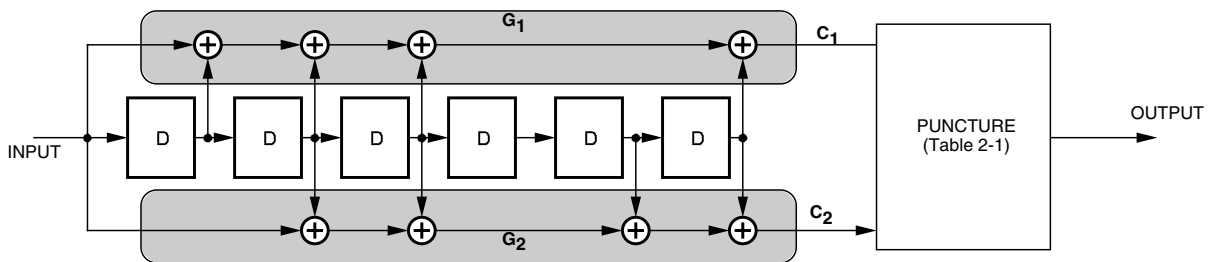 G1
C1
D D D D D D
INPUT
PUNCTURE
(Table 2-1)
OUTPUT
G2
C2